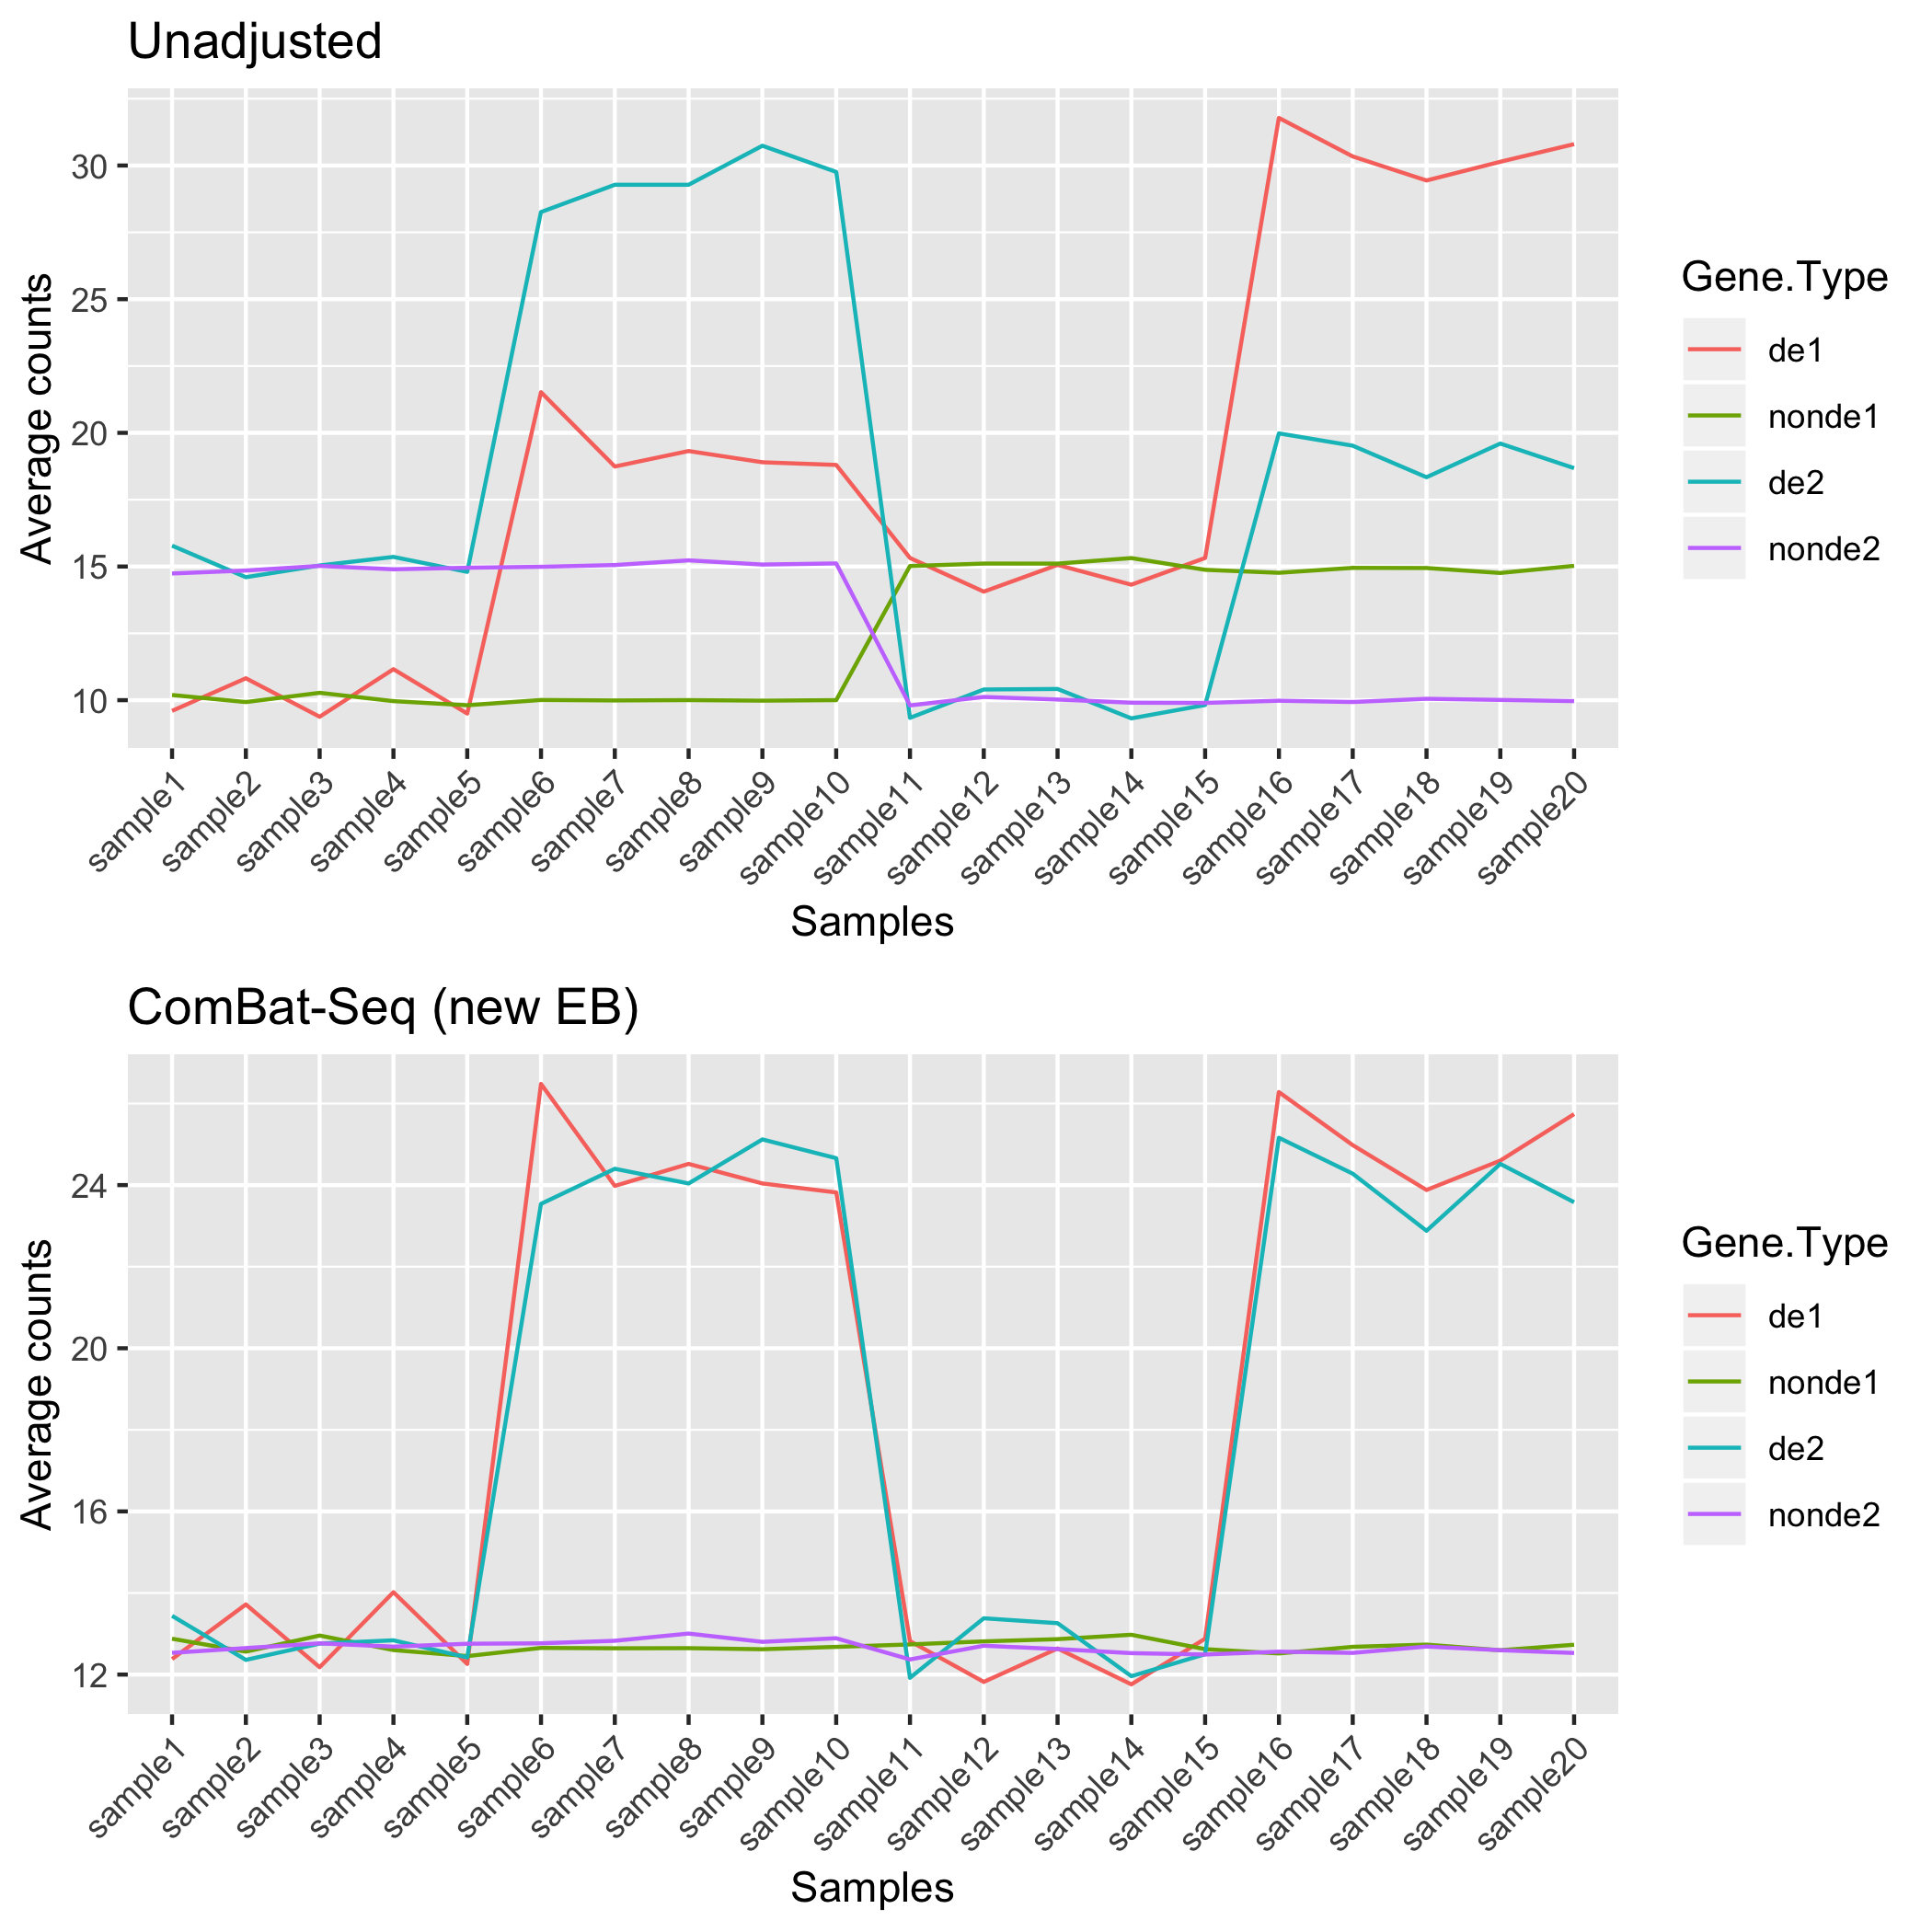 Unadjusted
Average counts
30
25
20
15
10
sample1
sample2
sample3
sample4
sample5
sample6
sample7
sample8
sample9
sample10
sample11
sample12
sample13
sample14
sample15
sample16
sample17
sample18
sample19
sample20
Samples
Gene.Type
de1
nonde1
de2
nonde2
ComBat-Seq (new EB)
Average counts
24
20
16
12
sample1
sample2
sample3
sample4
sample5
sample6
sample7
sample8
sample9
sample10
sample11
sample12
sample13
sample14
sample15
sample16
sample17
sample18
sample19
sample20
Samples
Gene.Type
de1
nonde1
de2
nonde2